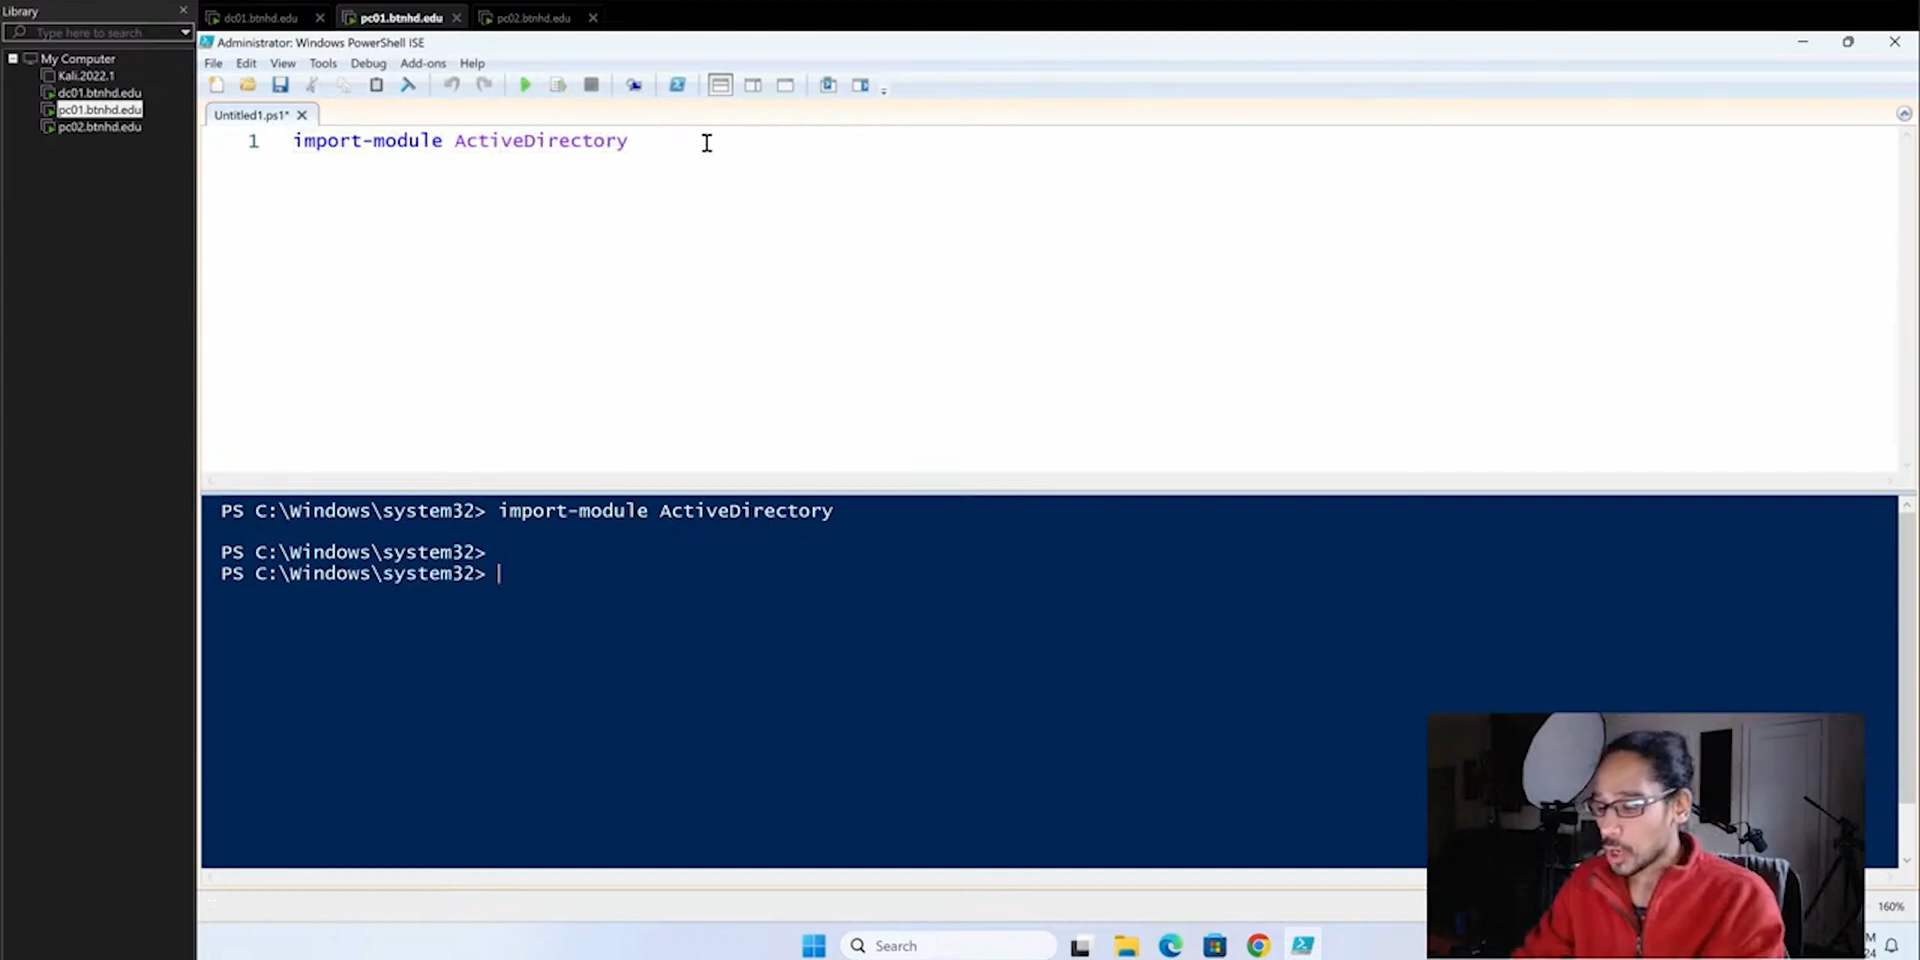 Library
Type here to search
My Computer
Kali.2022.1
dc01.btnhd.edu
pc01.btnhd.edu
pc02.btnhd.edu
dc01.btnhd.edu
pc01.btnhd.edu
pc02.btnhd.edu
Administrator: Windows PowerShell ISE
File Edit View Tools Debug Add-ons Help
Untitled1.ps1*
1 import-module ActiveDirectory
PS C:\Windows\system32> import-module ActiveDirectory
PS C:\Windows\system32>
PS C:\Windows\system32>
160%
Search
M
24